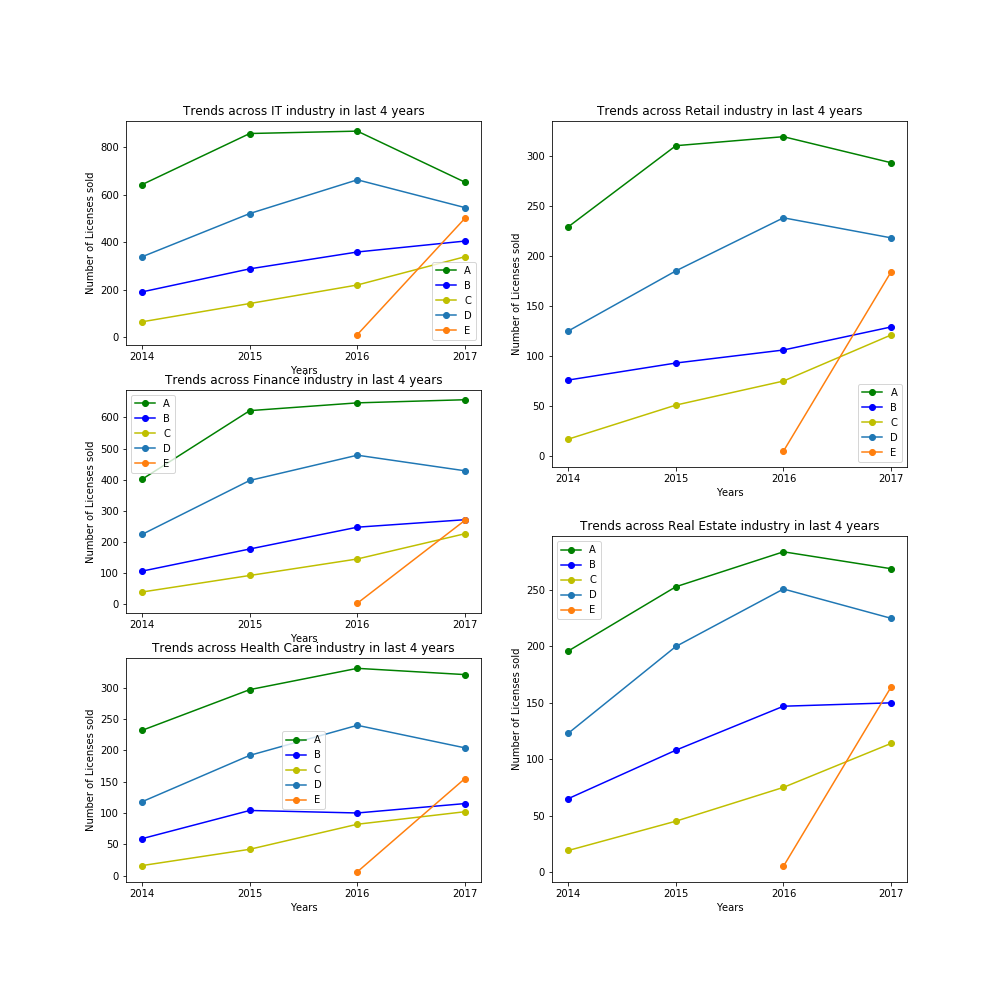 Trends across IT industry in last 4 years
Number of Licenses sold
800
600
400
200
0
A
B
C
D
E
2014 2015 2016 2017
Years
Trends across Finance industry in last 4 years
Number of Licenses sold
600
500
400
300
200
100
0
A
B
C
D
E
2014 2015 2016 2017
Years
Trends across Health Care industry in last 4 years
Number of Licenses sold
300
250
200
150
100
50
0
A
B
C
D
E
2014 2015 2016 2017
Years
Trends across Retail industry in last 4 years
Number of Licenses sold
300
250
200
150
100
50
0
A
B
C
D
E
2014 2015 2016 2017
Years
Trends across Real Estate industry in last 4 years
Number of Licenses sold
250
200
150
100
50
0
A
B
C
D
E
2014 2015 2016 2017
Years